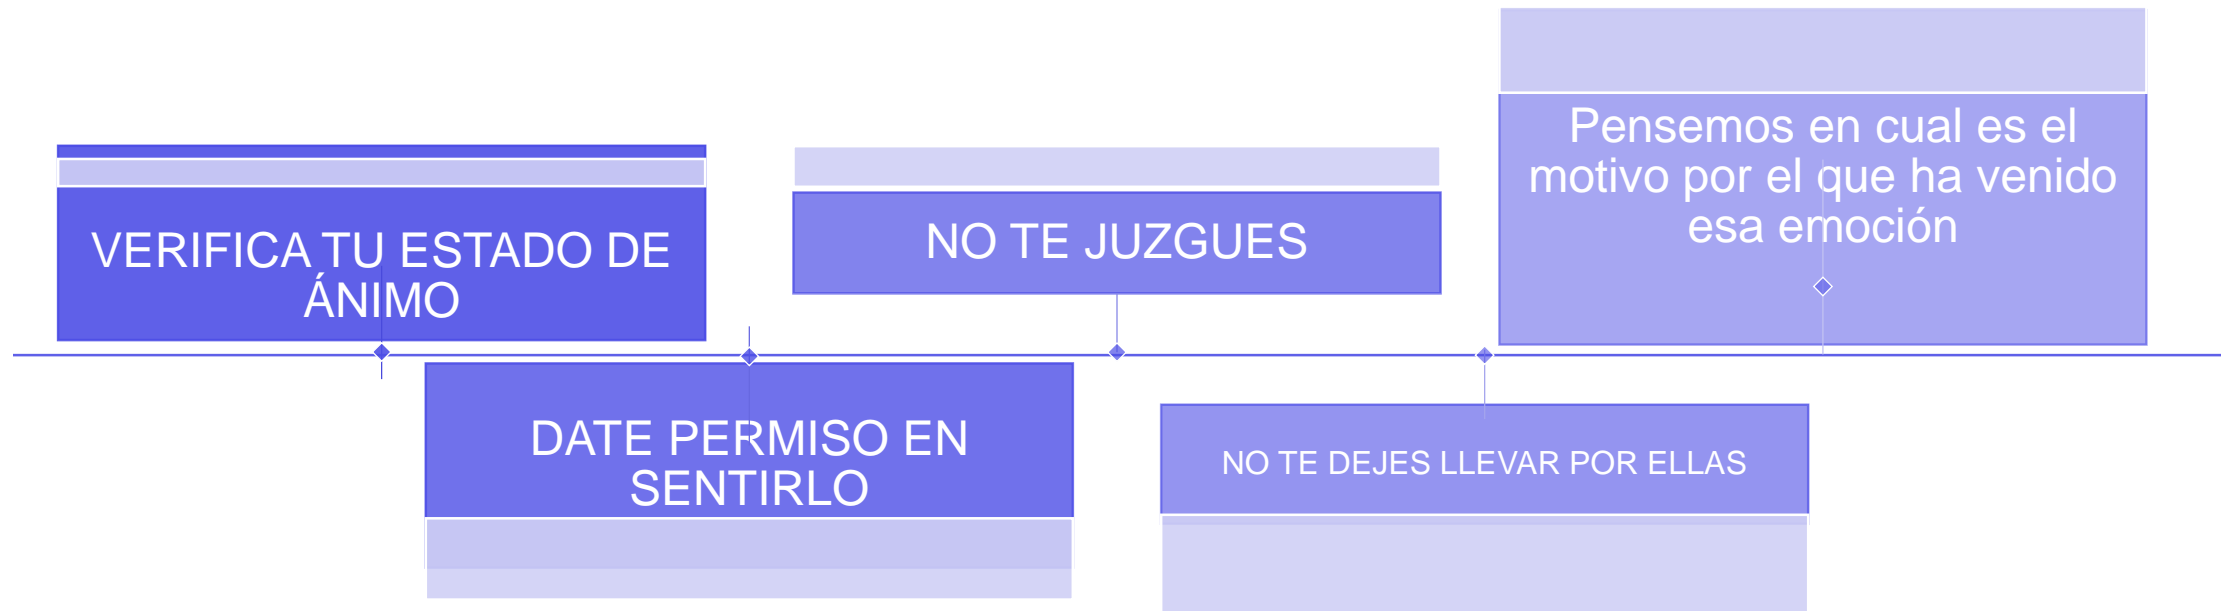 VERIFICA TU ESTADO DE
ÁNIMO
DATE PERMISO EN
SENTIRLO
NO TE JUZGUES
NO TE DEJES LLEVAR POR ELLAS
Pensemos en cual es el
motivo por el que ha venido
esa emoción